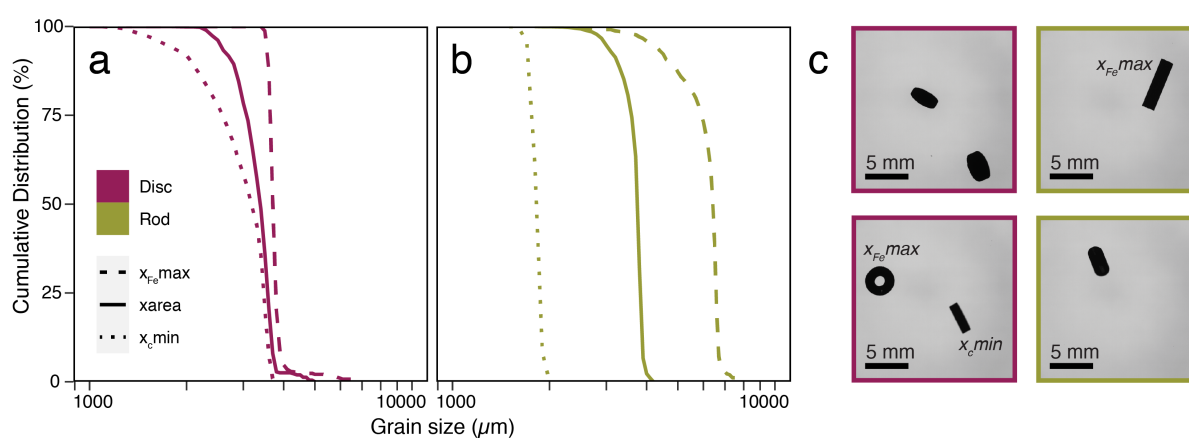 a
b
c
Cumulative Distribution (%)
100
75
50
25
0
Disc
Rod
xFemax
xarea
xcmin
1000
10000
1000
10000
Grain size (µm)
5 mm
xFemax
5 mm
xFemax
xcmin
5 mm
5 mm